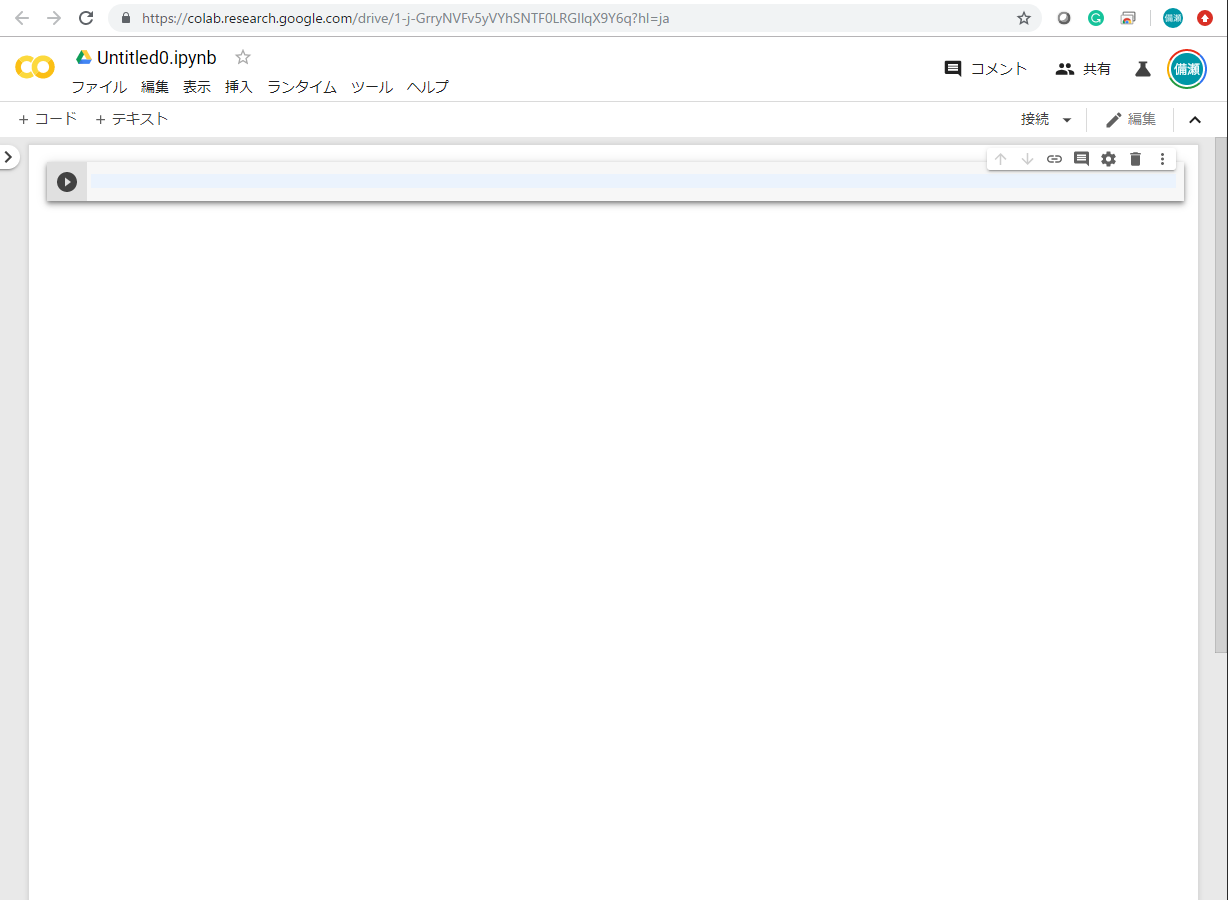 https://colab.research.google.com/drive/1-j-GrryNVFv5yVYhSNTF0LRGIlqX9Y6q?hl=ja
備瀬
Untitled0.ipynb
コメント
共有
備瀬
ファイル 編集 表示 挿入 ランタイム ツール ヘルプ
+ コード + テキスト
接続
編集